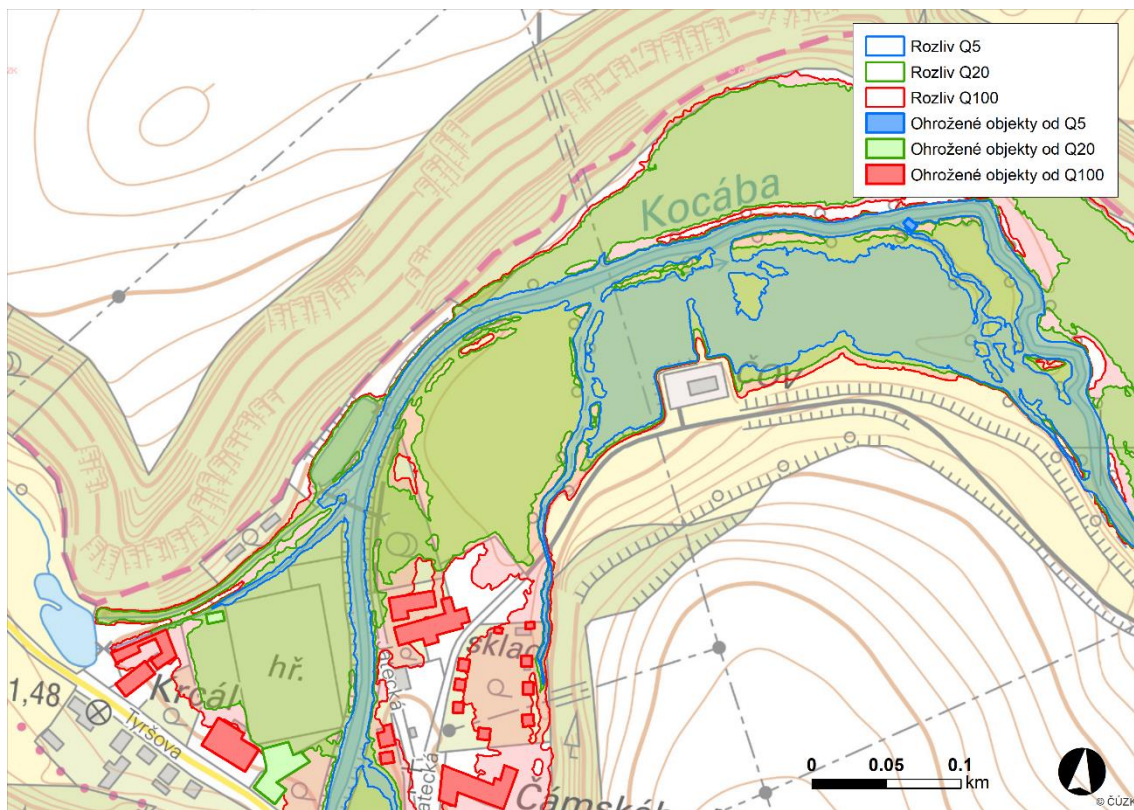 Rozliv Q5
Rozliv Q20
Rozliv Q100
Ohrožené objekty od Q5
Ohrožené objekty od Q20
Ohrožené objekty od Q100
Kocába
ČOV
hř.
sklad
1,48
Tyršova
0 0.05 0.1
km
© ČÚZK